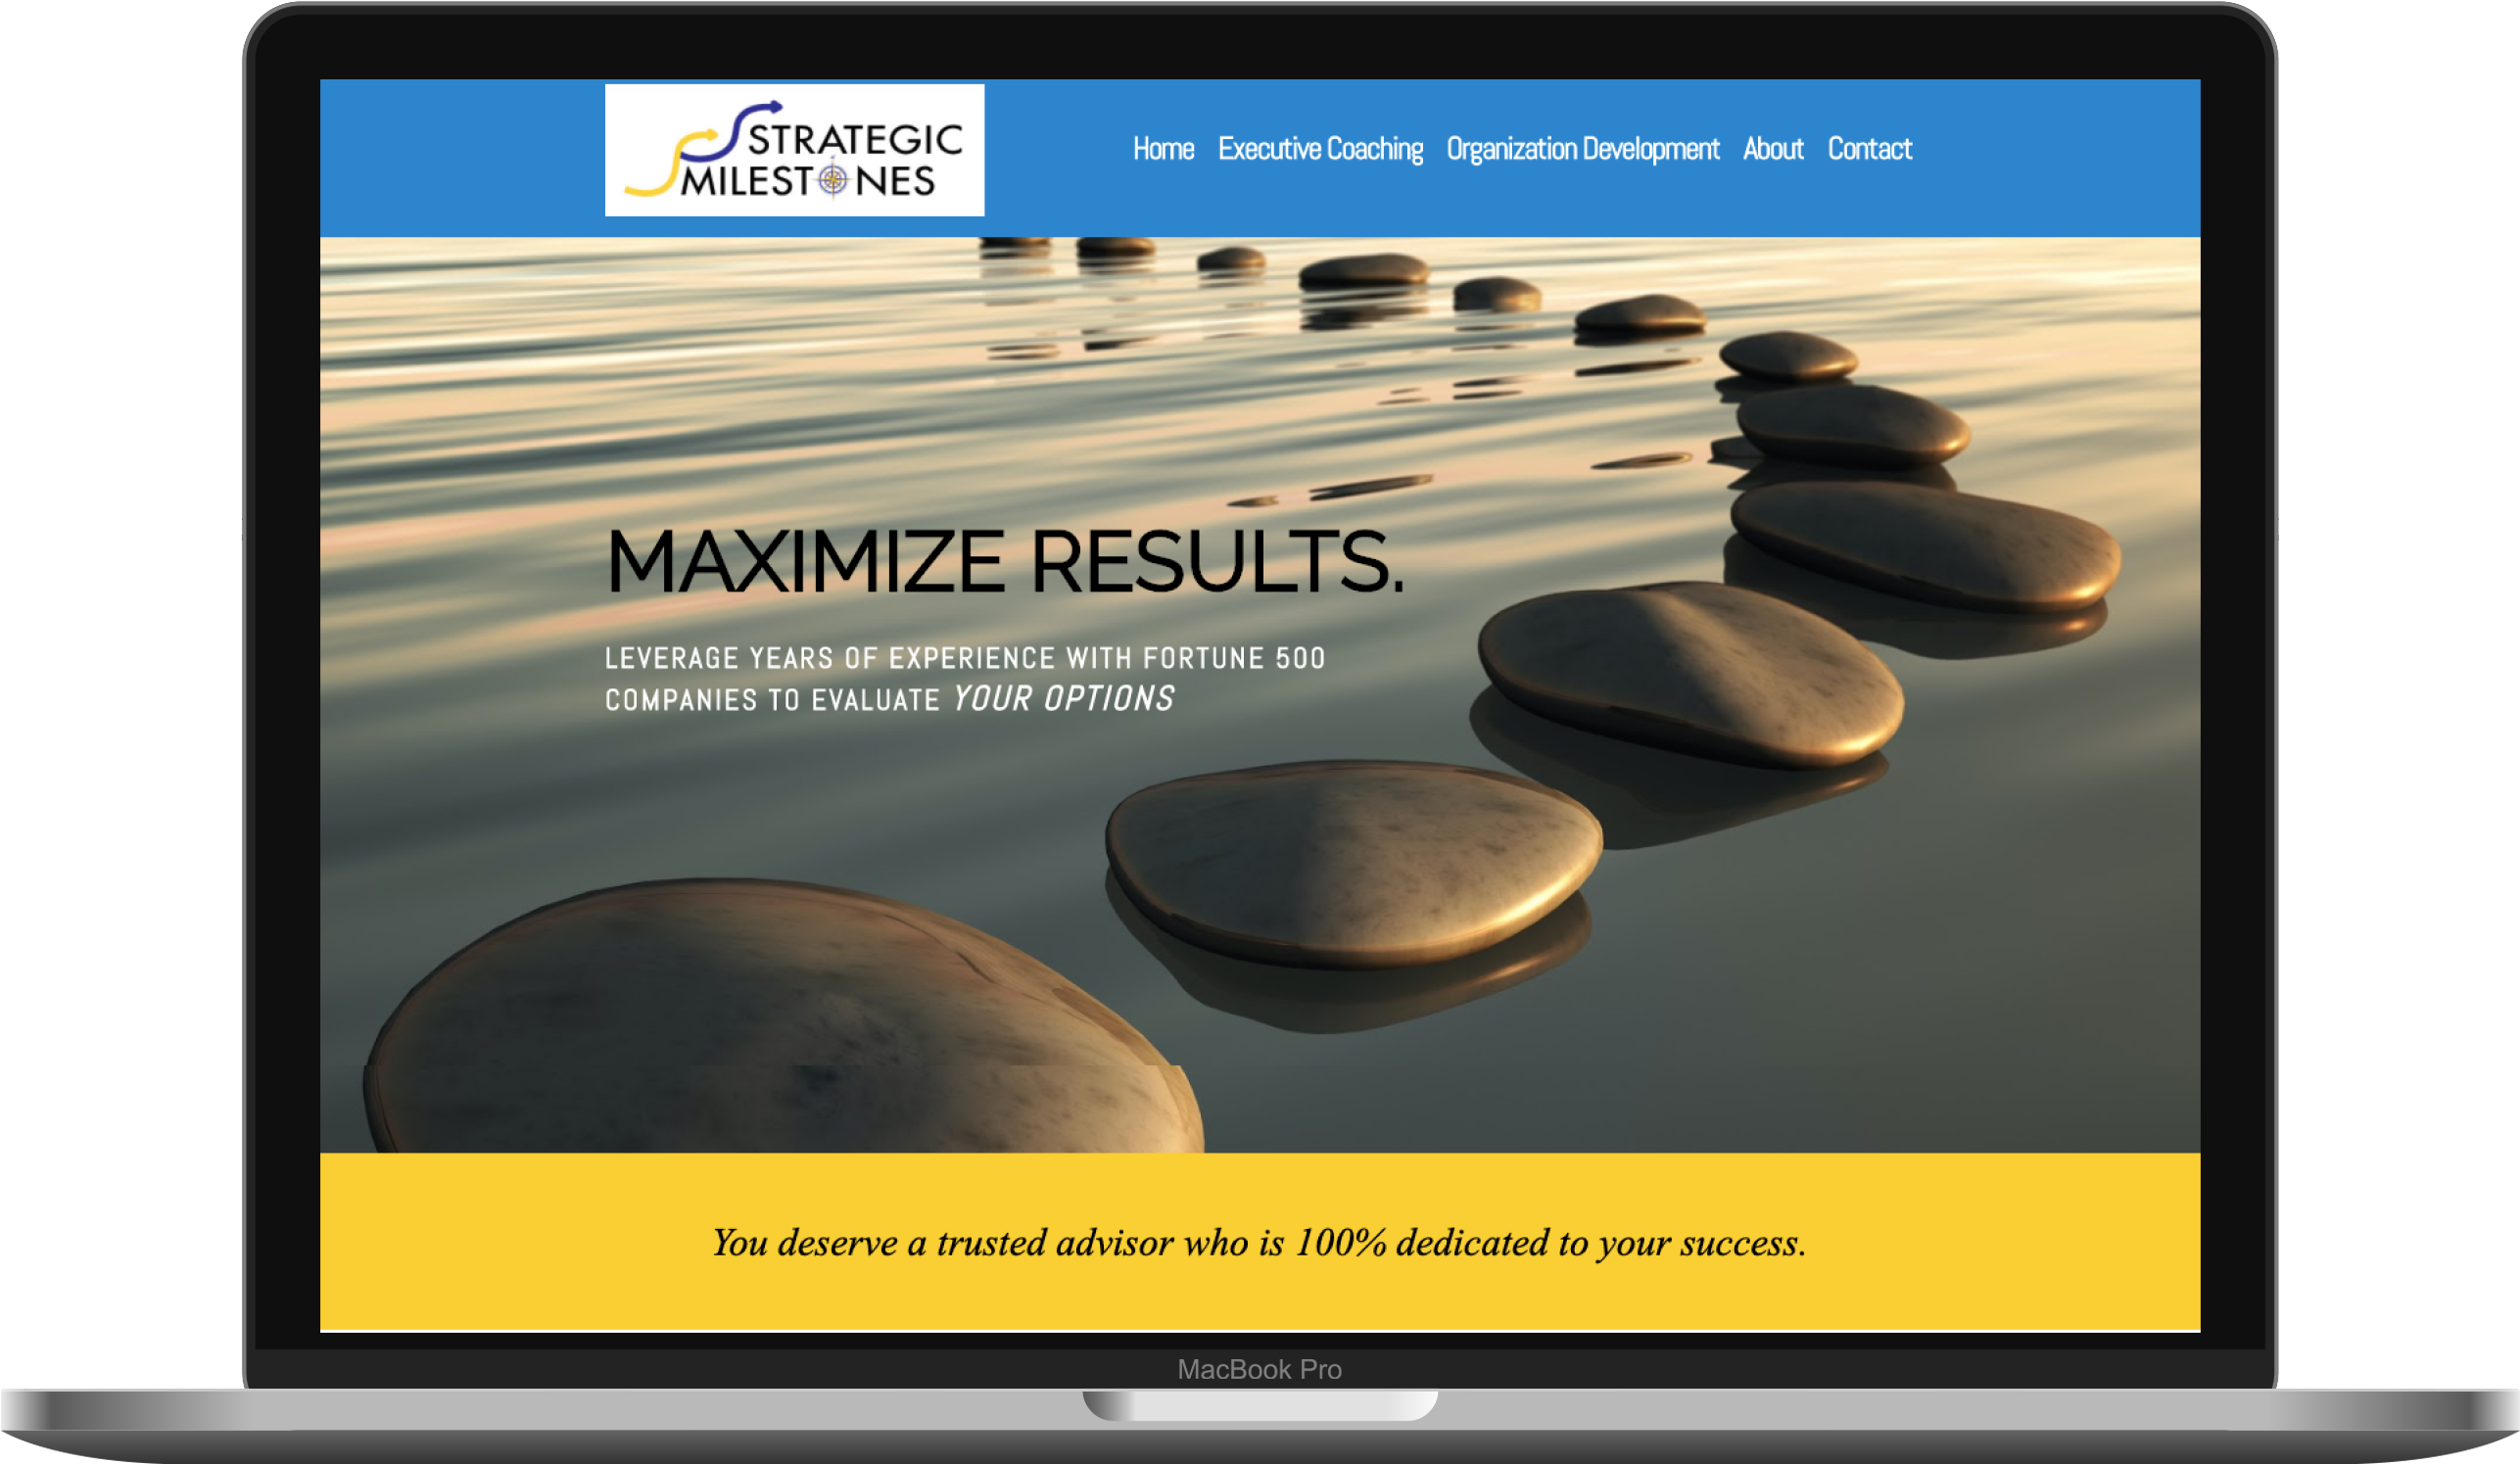 STRATEGIC
MILESTONES
Home Executive Coaching Organization Development About Contact
MAXIMIZE RESULTS.
LEVERAGE YEARS OF EXPERIENCE WITH FORTUNE 500
COMPANIES TO EVALUATE YOUR OPTIONS
You deserve a trusted advisor who is 100% dedicated to your success.
MacBook Pro